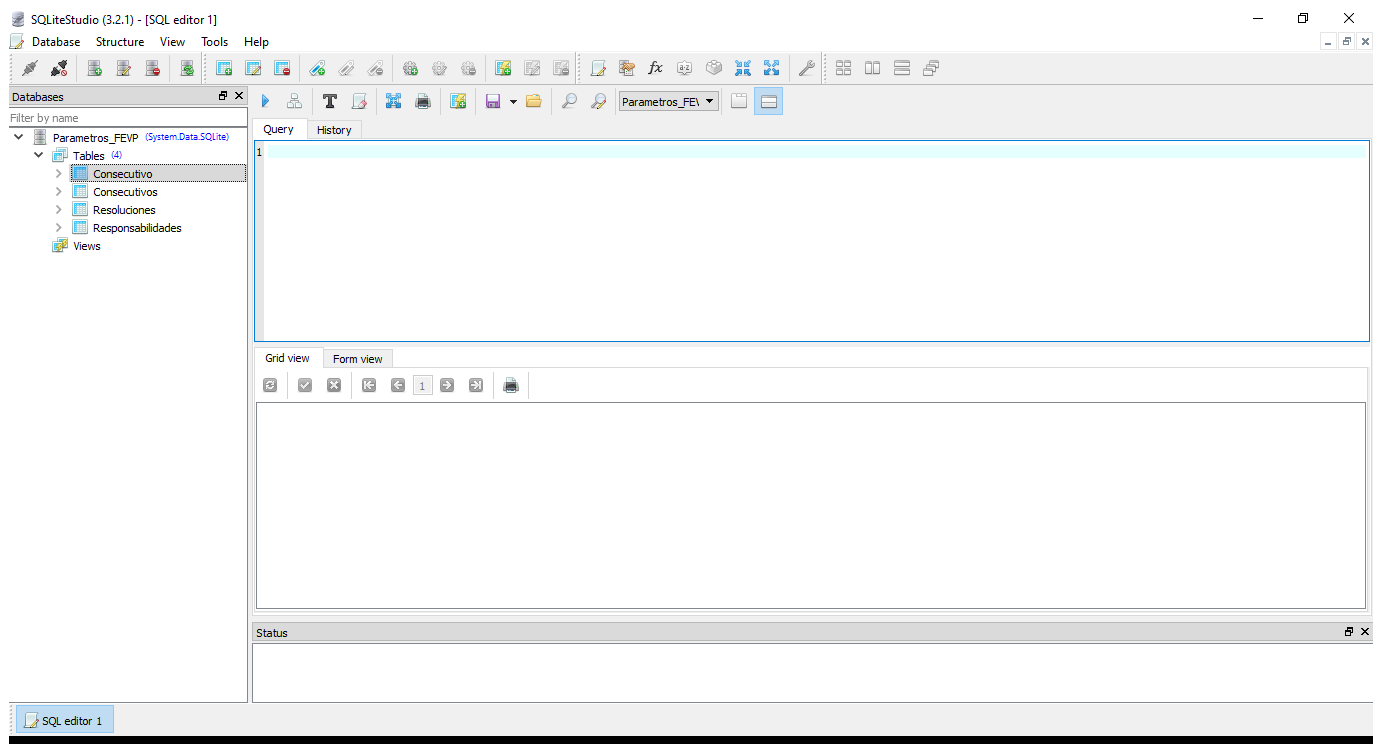 SQLiteStudio (3.2.1) - [SQL editor 1]
Database Structure View Tools Help
Databases
Filter by name
Parametros_FEVP (System.Data.SQLite)
Tables (4)
Consecutivo
Consecutivos
Resoluciones
Responsabilidades
Views
Parametros_FE
Query History
1
Grid view Form view
1
Status
SQL editor 1